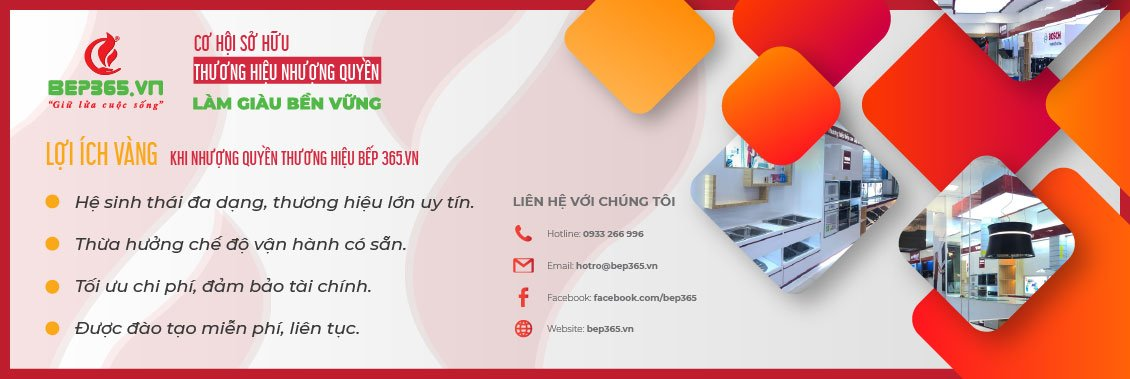 BEP365.VN
"Giữ lửa cuộc sống"
CƠ HỘI SỞ HỮU
THƯƠNG HIỆU NHƯỢNG QUYỀN
LÀM GIÀU BỀN VỮNG
LỢI ÍCH VÀNG KHI NHƯỢNG QUYỀN THƯƠNG HIỆU BẾP 365.VN
Hệ sinh thái đa dạng, thương hiệu lớn uy tín.
Thừa hưởng chế độ vận hành có sẵn.
Tối ưu chi phí, đảm bảo tài chính.
Được đào tạo miễn phí, liên tục.
LIÊN HỆ VỚI CHÚNG TÔI
Hotline: 0933 266 996
Email: hotro@bep365.vn
Facebook: facebook.com/bep365
Website: bep365.vn
BOSCH